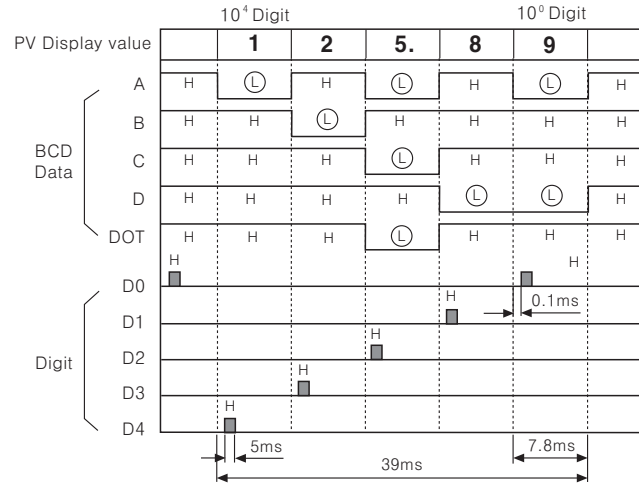 10⁴ Digit 10⁰ Digit
PV Display value 1 2 5. 8 9
A H L H L H L H
B H H L H H H H
BCD Data
C H H H L H H H
D H H H H L L H
DOT H H H L H H H
H H
D0
H 0.1ms
D1
H
Digit D2
H
D3
H
D4
5ms 7.8ms
39ms